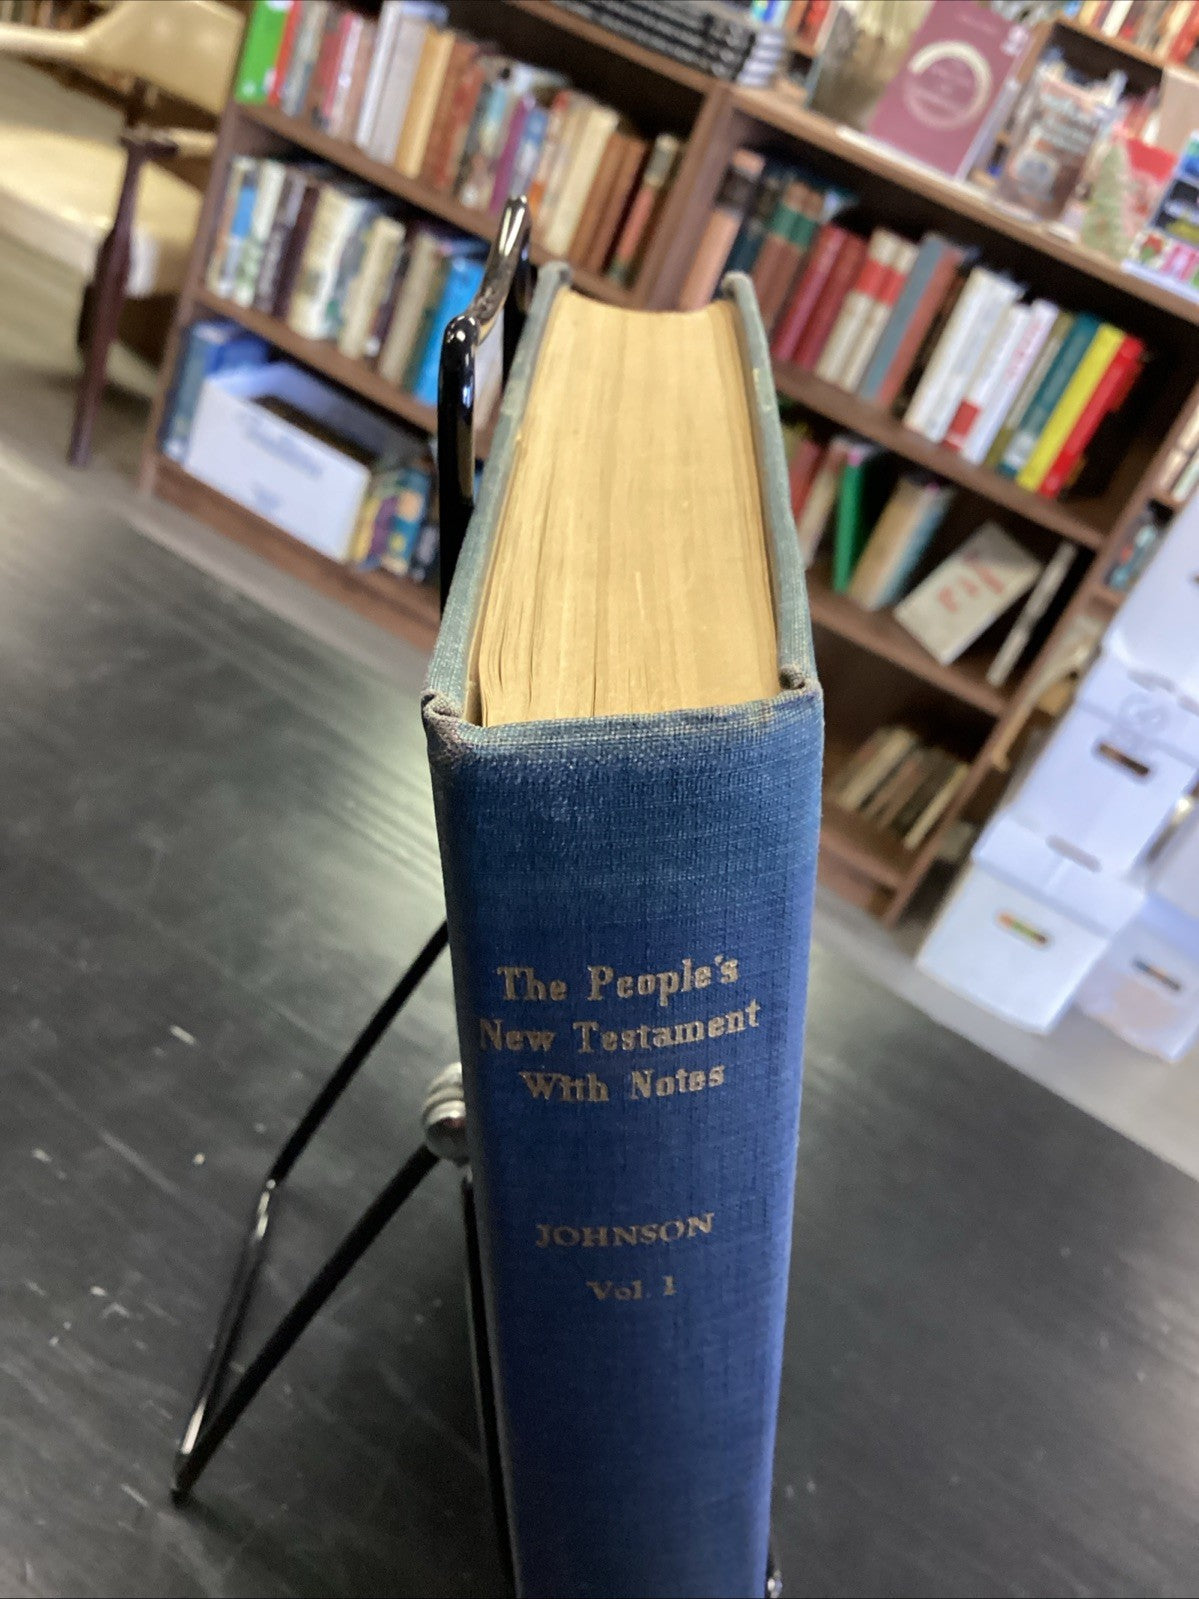 The People's
New Testament
With Notes
JOHNSON
Vol. 1